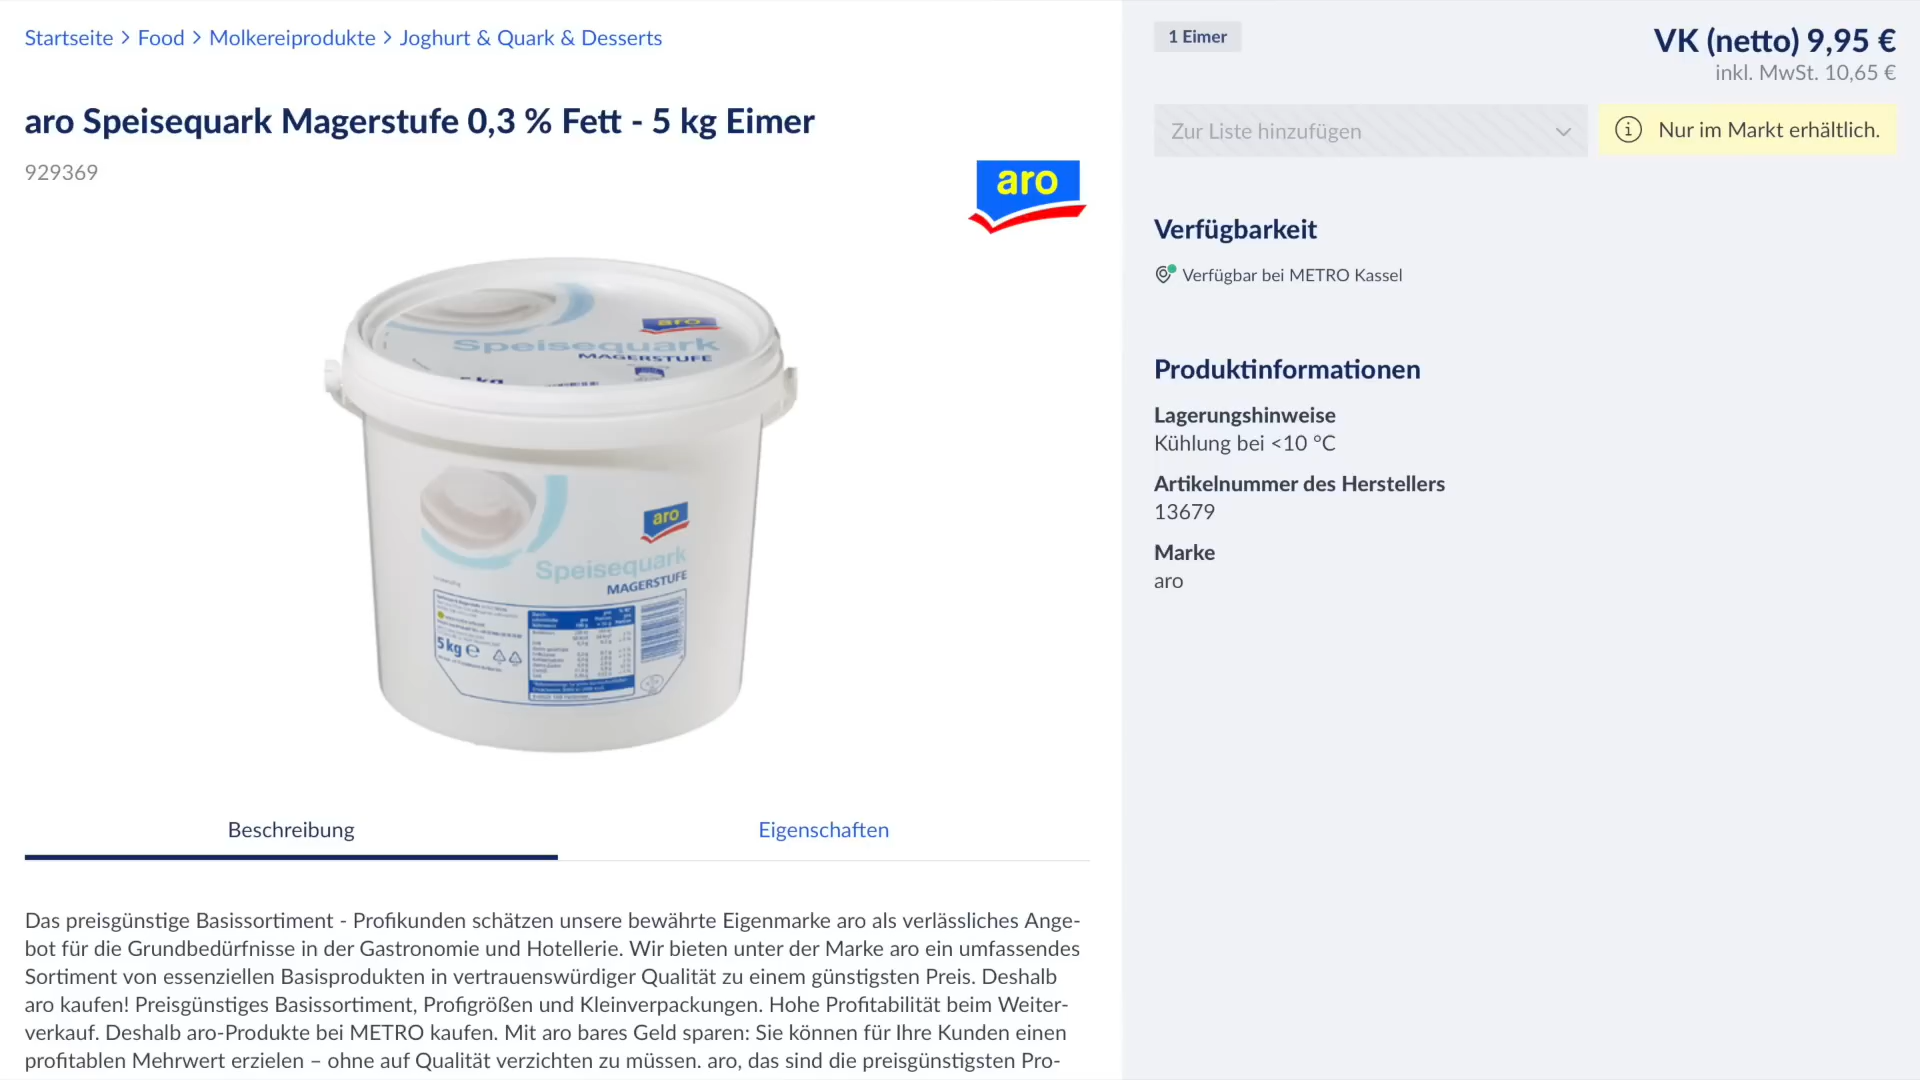 Startseite > Food > Molkereiprodukte > Joghurt & Quark & Desserts
aro Speisequark Magerstufe 0,3 % Fett - 5 kg Eimer
929369
aro
aro
Speisequark
MAGERSTUFE
5 kg
aro
Speisequark
MAGERSTUFE
5 kg e
Beschreibung
Eigenschaften
Das preisgünstige Basissortiment - Profikunden schätzen unsere bewährte Eigenmarke aro als verlässliches Ange-
bot für die Grundbedürfnisse in der Gastronomie und Hotellerie. Wir bieten unter der Marke aro ein umfassendes
Sortiment von essenziellen Basisprodukten in vertrauenswürdiger Qualität zu einem günstigsten Preis. Deshalb
aro kaufen! Preisgünstiges Basissortiment, Profigrößen und Kleinverpackungen. Hohe Profitabilität beim Weiter-
verkauf. Deshalb aro-Produkte bei METRO kaufen. Mit aro bares Geld sparen: Sie können für Ihre Kunden einen
profitablen Mehrwert erzielen – ohne auf Qualität verzichten zu müssen. aro, das sind die preisgünstigsten Pro-
1 Eimer
VK (netto) 9,95 €
inkl. MwSt. 10,65 €
Zur Liste hinzufügen
Nur im Markt erhältlich.
Verfügbarkeit
Verfügbar bei METRO Kassel
Produktinformationen
Lagerungshinweise
Kühlung bei <10 °C
Artikelnummer des Herstellers
13679
Marke
aro